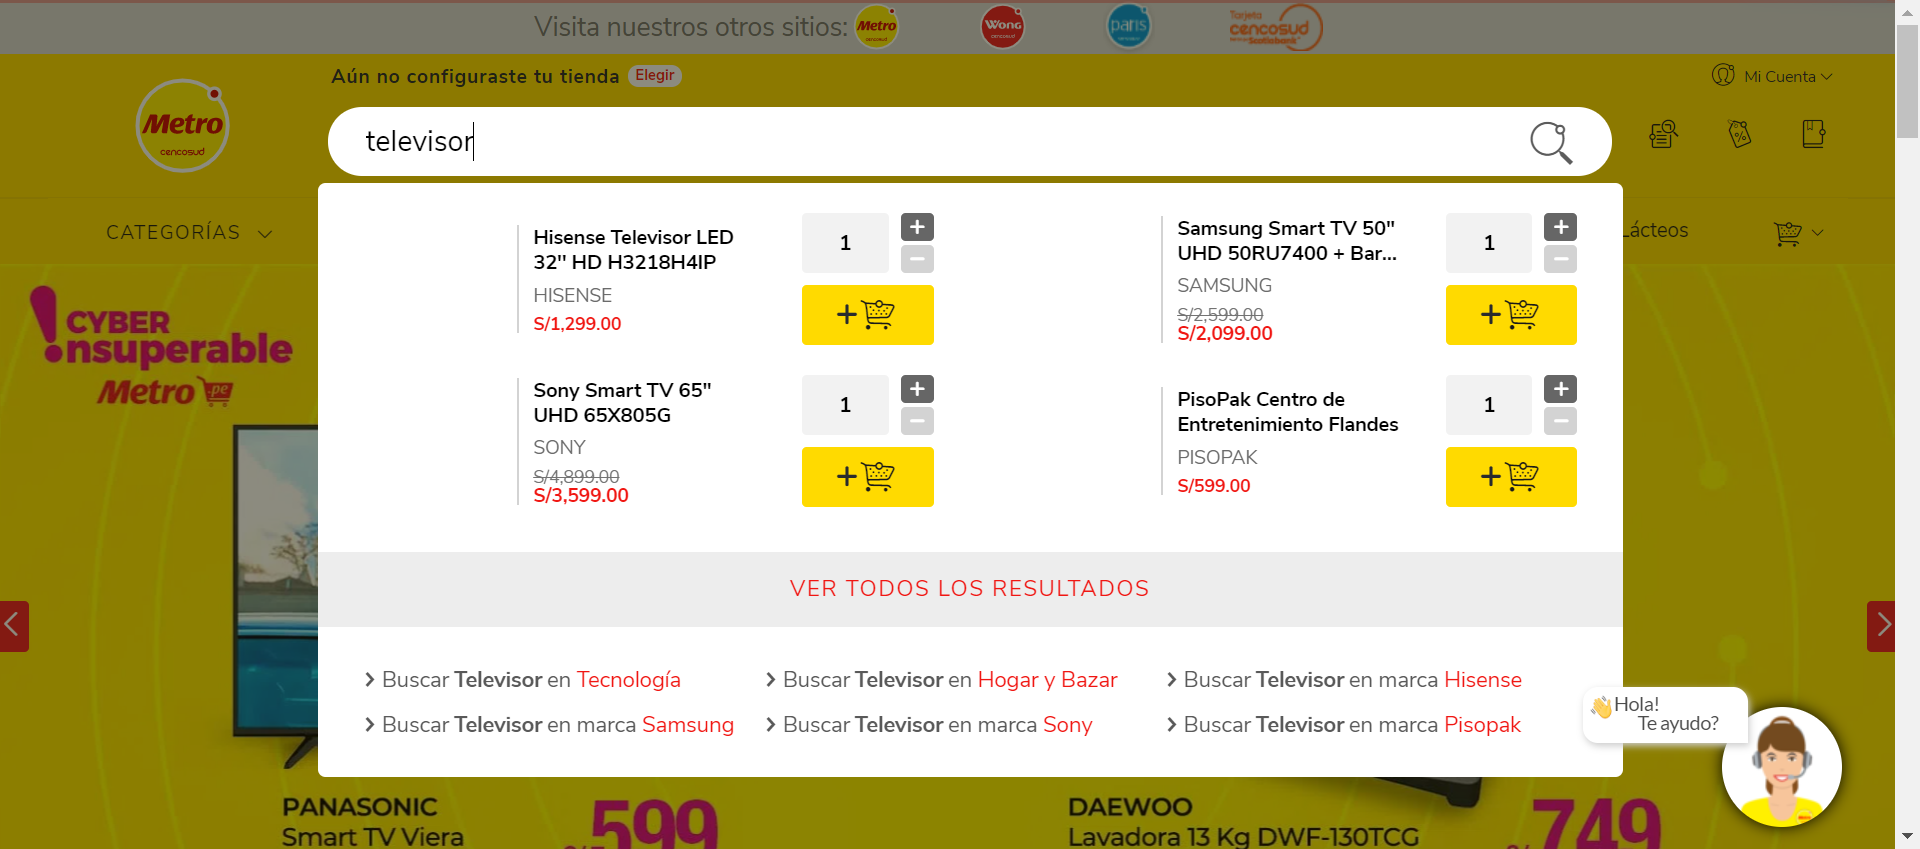 Visita nuestros otros sitios:
Metro
cencosud
Wong
cencosud
paris
cencosud
Tarjeta
cencosud
Scotiabank
Aún no configuraste tu tienda Elegir
Mi Cuenta
Metro
cencosud
televisor
CATEGORÍAS
Lácteos
Hisense Televisor LED
32'' HD H3218H4IP
HISENSE
S/1,299.00
1
+
−
+
Samsung Smart TV 50"
UHD 50RU7400 + Bar...
SAMSUNG
S/2,599.00
S/2,099.00
1
+
−
+
Sony Smart TV 65"
UHD 65X805G
SONY
S/4,899.00
S/3,599.00
1
+
−
+
PisoPak Centro de
Entretenimiento Flandes
PISOPAK
S/599.00
1
+
−
+
VER TODOS LOS RESULTADOS
Buscar Televisor en Tecnología
Buscar Televisor en Hogar y Bazar
Buscar Televisor en marca Hisense
Buscar Televisor en marca Samsung
Buscar Televisor en marca Sony
Buscar Televisor en marca Pisopak
CYBER
!nsuperable
Metro .pe
Hola!
Te ayudo?
PANASONIC
Smart TV Viera
S/ 599
DAEWOO
Lavadora 13 Kg DWF-130TCG
S/ 749